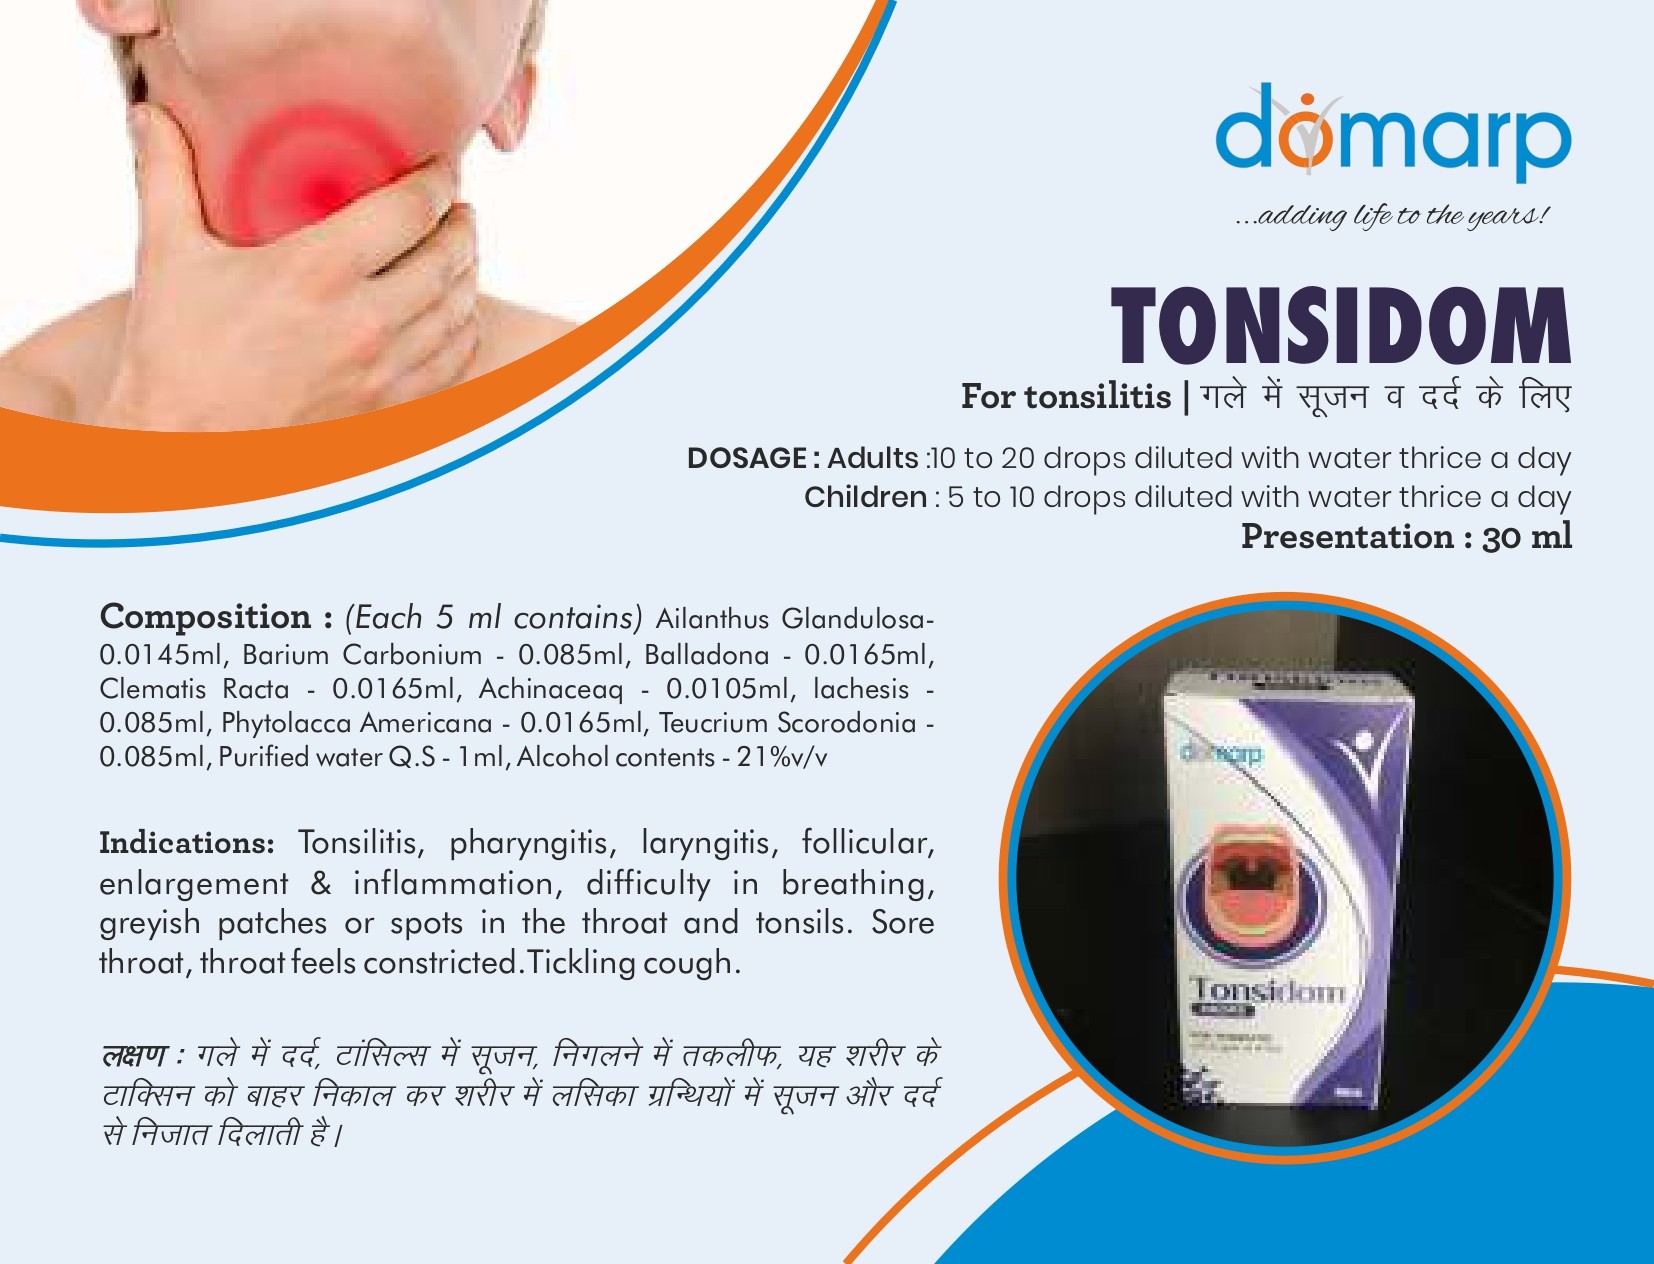 domarp
...adding life to the years!
TONSIDOM
For tonsilitis | गले में सूजन व दर्द के लिए
DOSAGE : Adults :10 to 20 drops diluted with water thrice a day
Children : 5 to 10 drops diluted with water thrice a day
Presentation : 30 ml
Composition : (Each 5 ml contains) Ailanthus Glandulosa-
0.0145ml, Barium Carbonium - 0.085ml, Balladona - 0.0165ml,
Clematis Racta - 0.0165ml, Achinaceaq - 0.0105ml, lachesis -
0.085ml, Phytolacca Americana - 0.0165ml, Teucrium Scorodonia -
0.085ml, Purified water Q.S - 1ml, Alcohol contents - 21%v/v
Indications: Tonsilitis, pharyngitis, laryngitis, follicular,
enlargement & inflammation, difficulty in breathing,
greyish patches or spots in the throat and tonsils. Sore
throat, throat feels constricted.Tickling cough.
लक्षण : गले में दर्द, टांसिल्स में सूजन, निगलने में तकलीफ, यह शरीर के
टाक्सिन को बाहर निकाल कर शरीर में लसिका ग्रन्थियों में सूजन और दर्द
से निजात दिलाती है।
domarp
Tonsidom